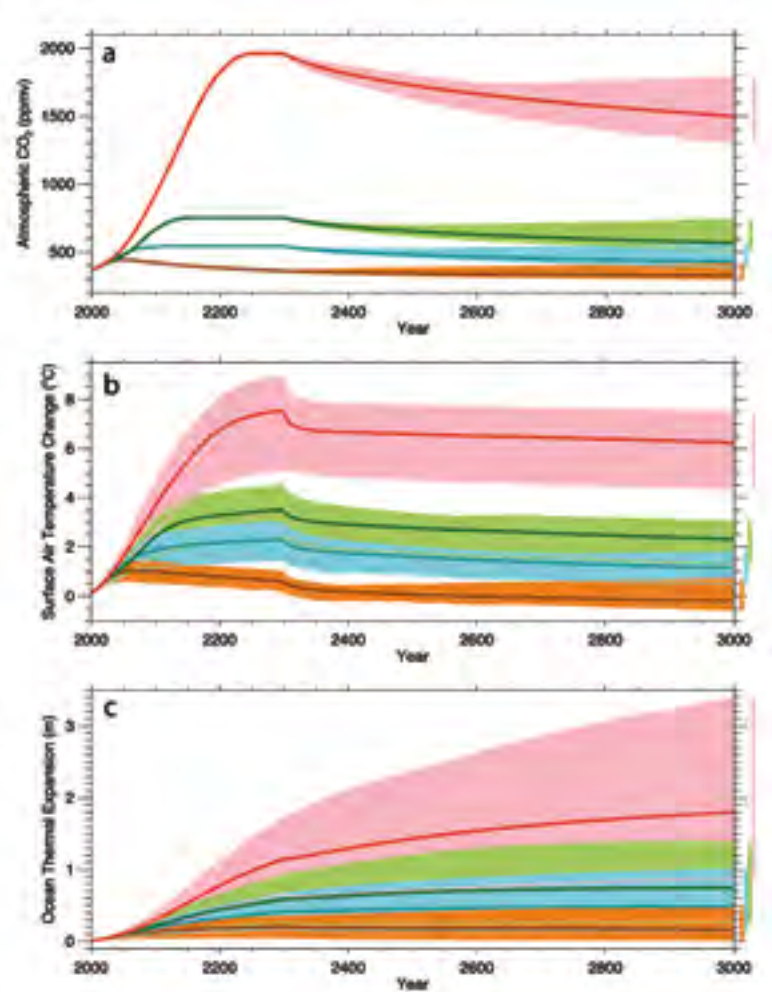 a
Atmospheric CO₂ (ppmv)
2000
1500
1000
500
2000 2200 2400 2600 2800 3000
Year
b
Surface Air Temperature Change (°C)
8
6
4
2
0
2000 2200 2400 2600 2800 3000
Year
c
Ocean Thermal Expansion (m)
3
2
1
0
2000 2200 2400 2600 2800 3000
Year